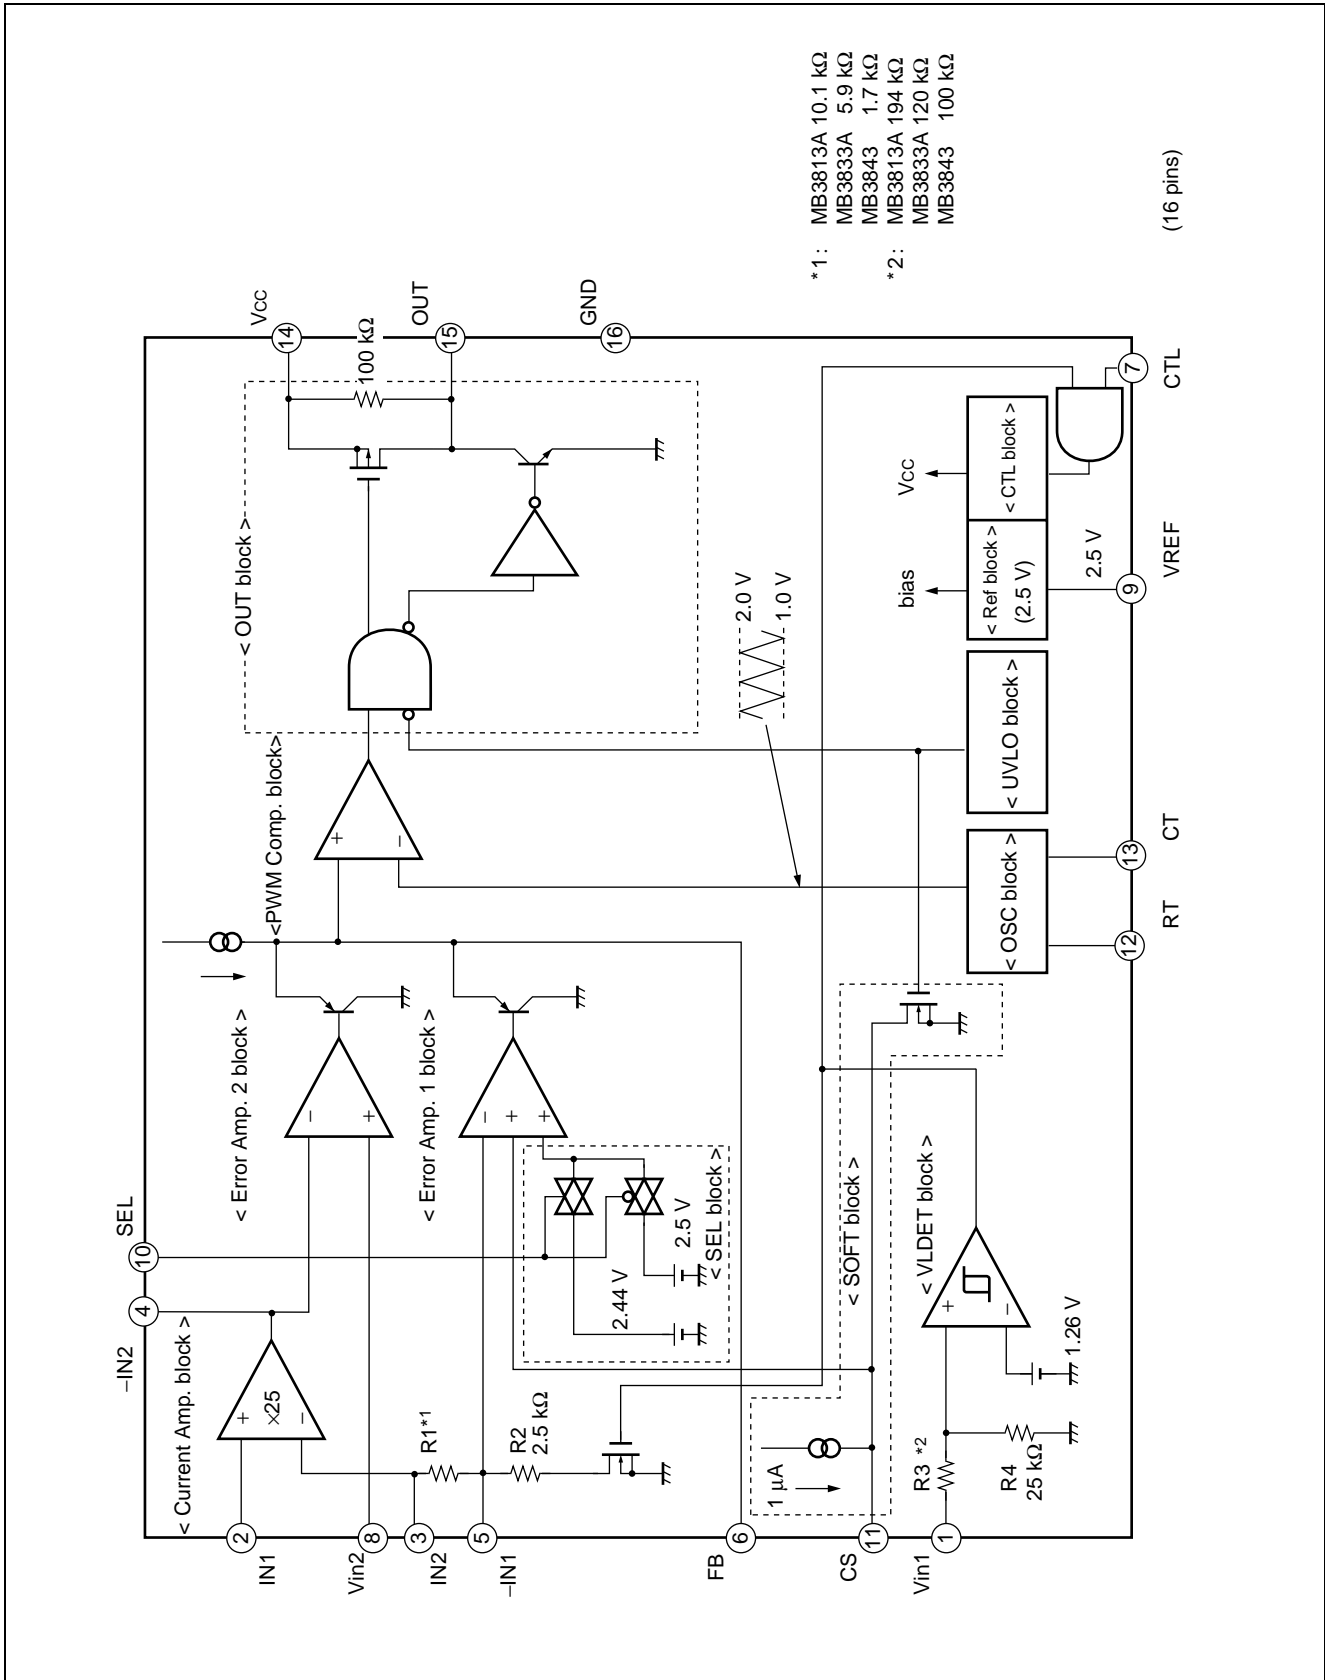 −IN2
SEL
< Current Amp. block >
IN1
Vin2
IN2
−IN1
FB
CS
Vin1
2
8
3
5
6
11
1
4
10
+
×25
−
R1*1
R2
2.5 kΩ
< Error Amp. 2 block >
−
+
< Error Amp. 1 block >
−
+
+
2.44 V
2.5 V
< SEL block >
1 µA
< SOFT block >
R3 *2
R4
25 kΩ
< VLDET block >
+
−
1.26 V
<PWM Comp. block>
+
−
< OUT block >
100 kΩ
2.0 V
1.0 V
< OSC block >
< UVLO block >
bias
< Ref block >
(2.5 V)
VCC
< CTL block >
2.5 V
14
VCC
15
OUT
16
GND
12
RT
13
CT
9
VREF
7
CTL
*1 : MB3813A 10.1 kΩ
MB3833A 5.9 kΩ
MB3843 1.7 kΩ
*2 : MB3813A 194 kΩ
MB3833A 120 kΩ
MB3843 100 kΩ
(16 pins)